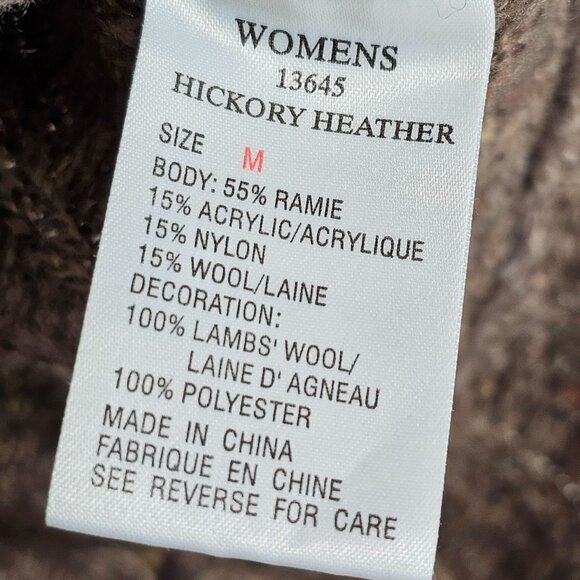 WOMENS
13645
HICKORY HEATHER
SIZE M
BODY: 55% RAMIE
15% ACRYLIC/ACRYLIQUE
15% NYLON
15% WOOL/LAINE
DECORATION:
100% LAMBS' WOOL/
LAINE D' AGNEAU
100% POLYESTER
MADE IN CHINA
FABRIQUE EN CHINE
SEE REVERSE FOR CARE